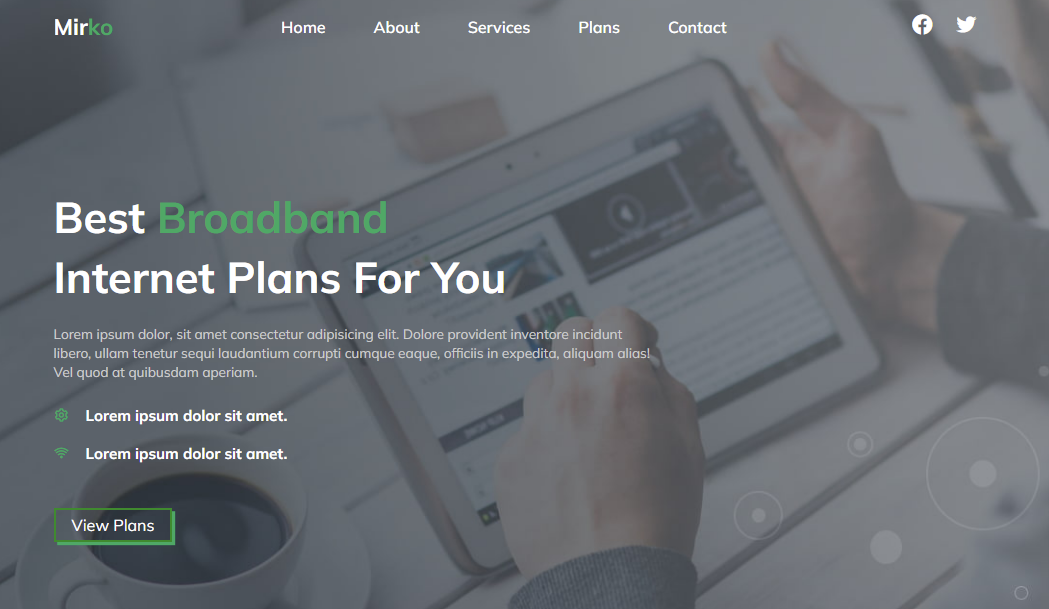 Mirko
Home About Services Plans Contact
Best Broadband
Internet Plans For You
Lorem ipsum dolor, sit amet consectetur adipisicing elit. Dolore provident inventore incidunt
libero, ullam tenetur sequi laudantium corrupti cumque eaque, officiis in expedita, aliquam alias!
Vel quod at quibusdam aperiam.
Lorem ipsum dolor sit amet.
Lorem ipsum dolor sit amet.
View Plans